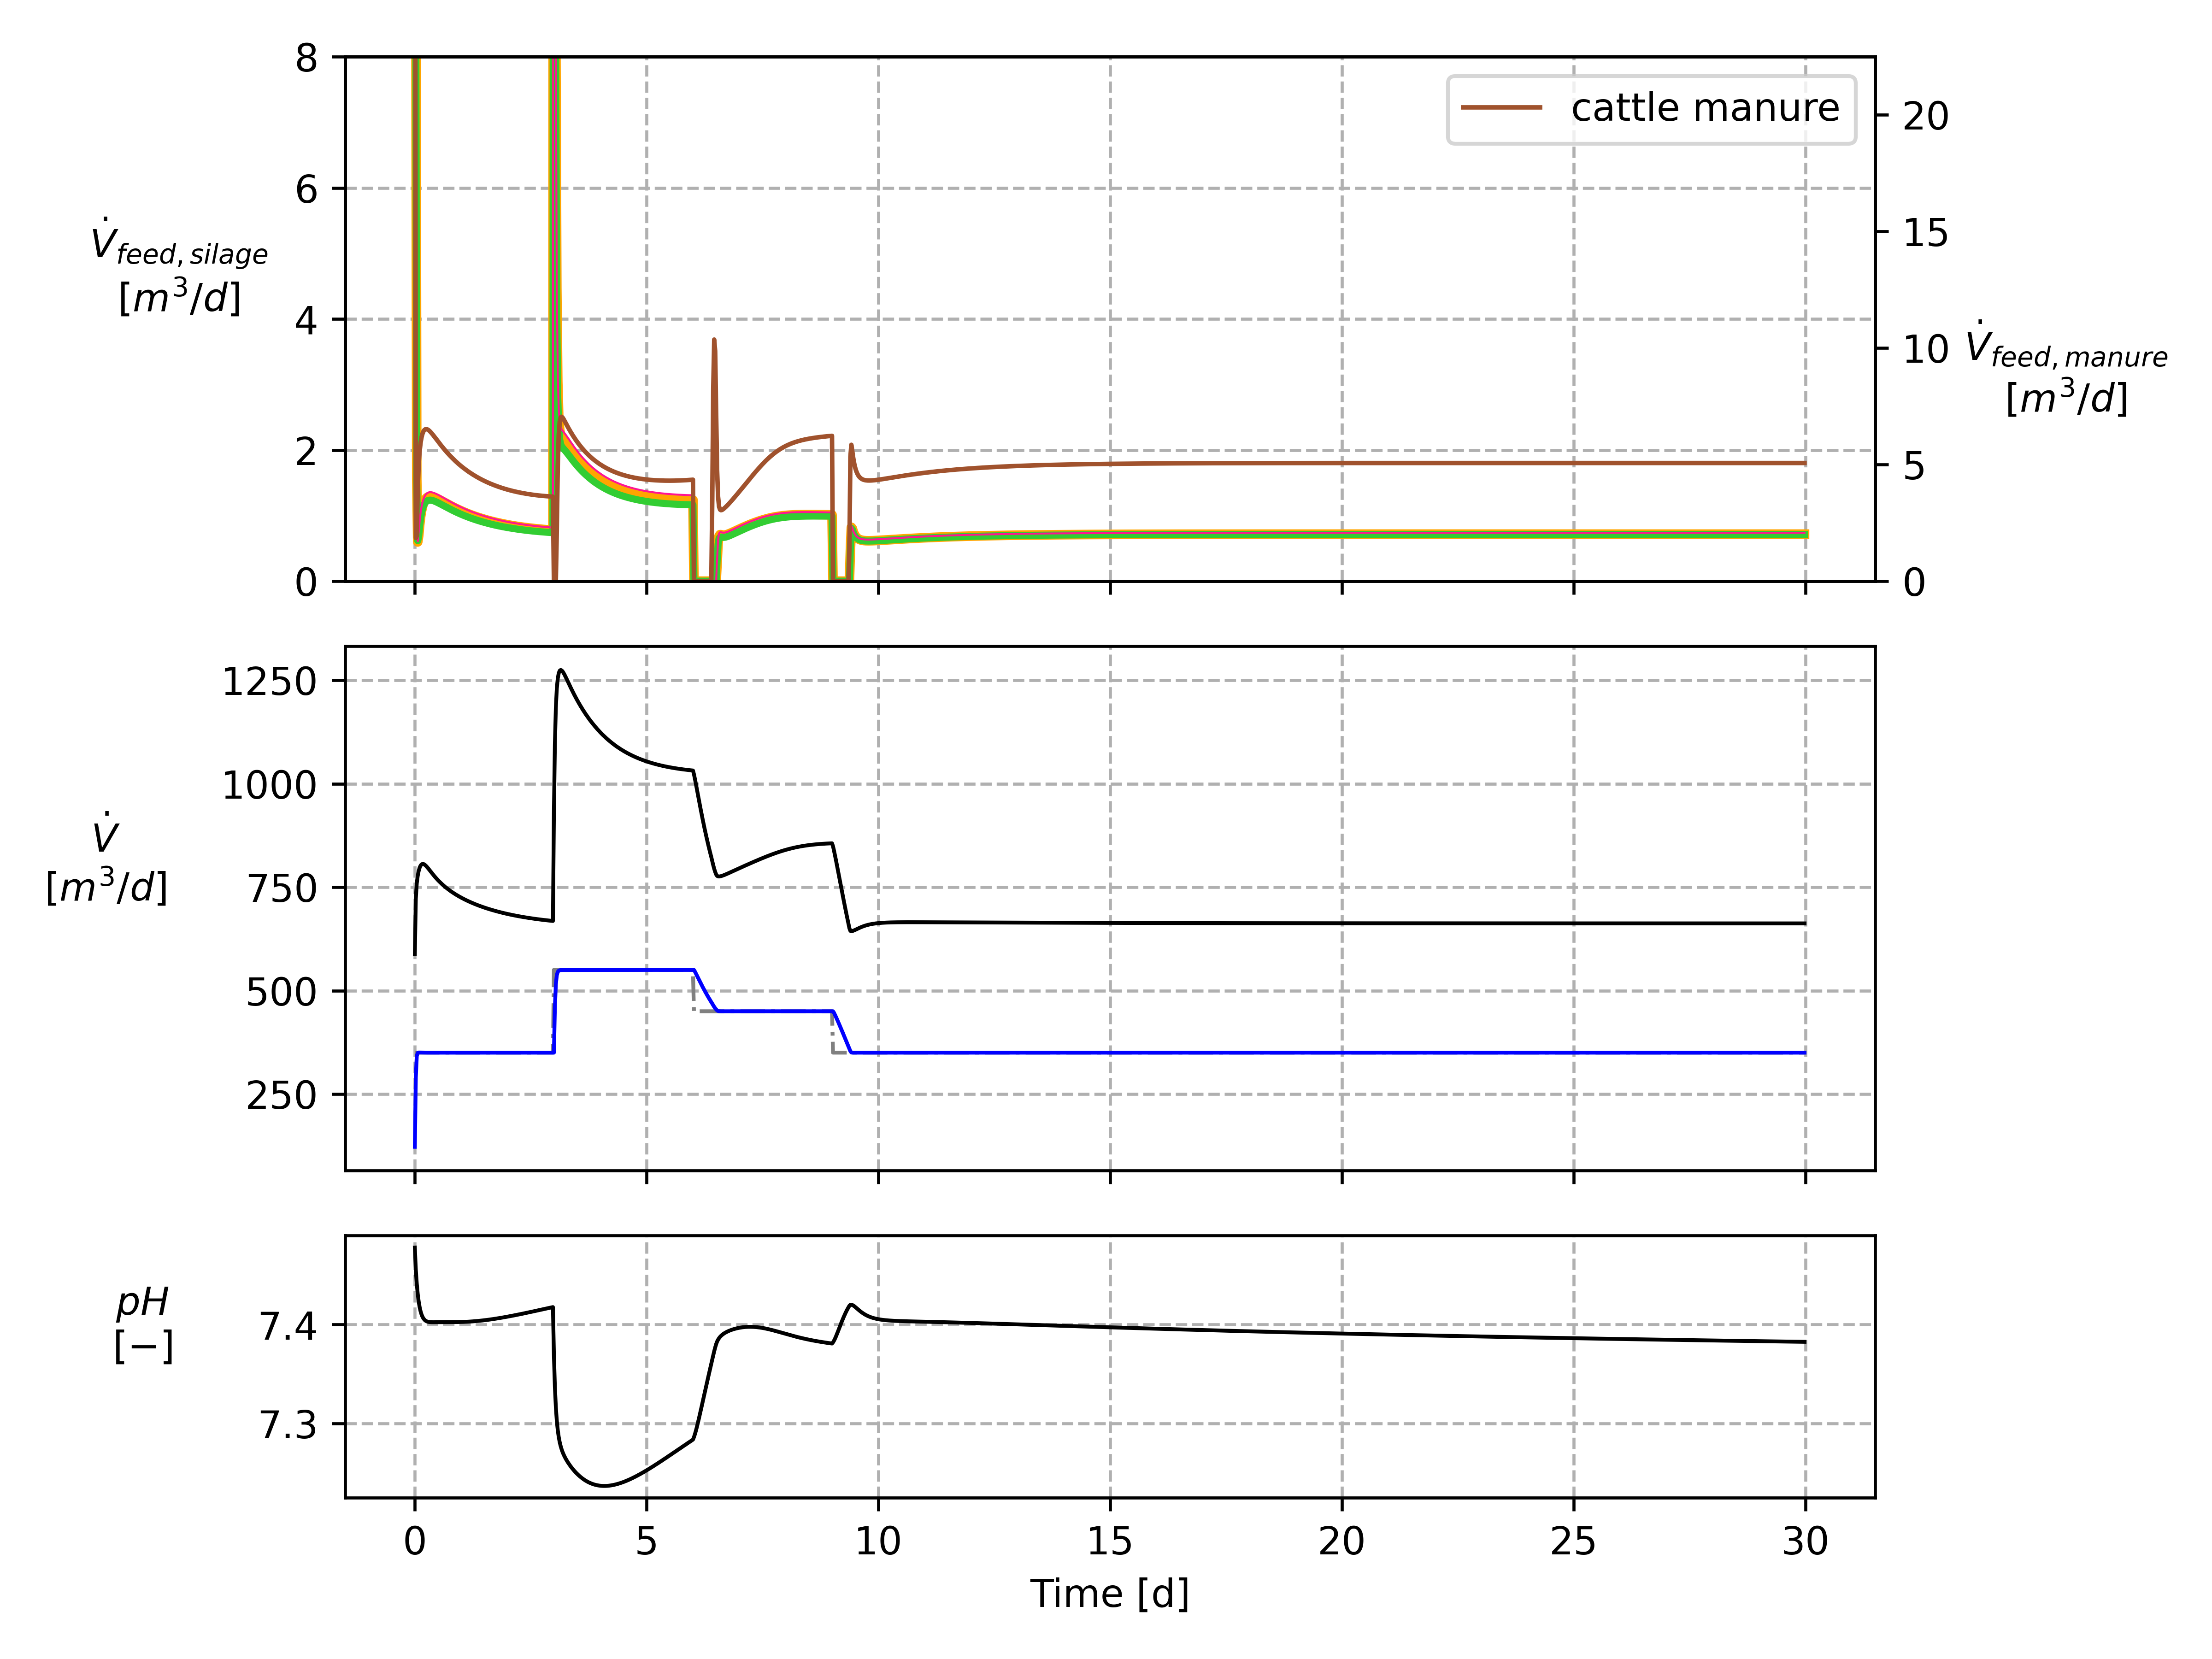 8
6
4
2
0
V̇feed, silage
[m³/d]
cattle manure
20
15
10
5
0
V̇feed, manure
[m³/d]
1250
1000
750
500
250
V̇
[m³/d]
7.4
7.3
pH
[−]
0 5 10 15 20 25 30
Time [d]